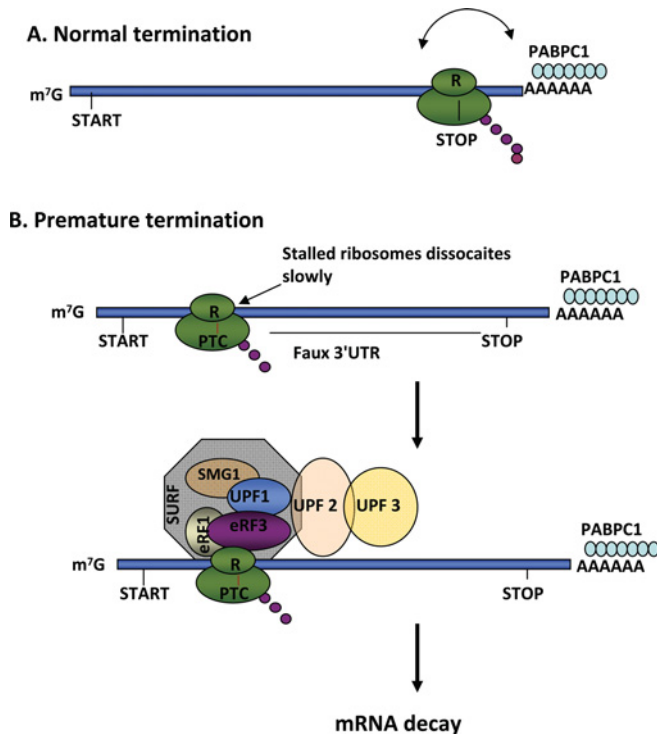 A. Normal termination
PABPC1
R
m⁷G
AAAAAA
START
STOP
B. Premature termination
Stalled ribosomes dissocaites
slowly
PABPC1
m⁷G
R
AAAAAA
START
PTC
STOP
Faux 3'UTR
SMG1
SURF
UPF1
UPF 2
UPF 3
eRF1
eRF3
PABPC1
m⁷G
R
AAAAAA
START
PTC
STOP
mRNA decay